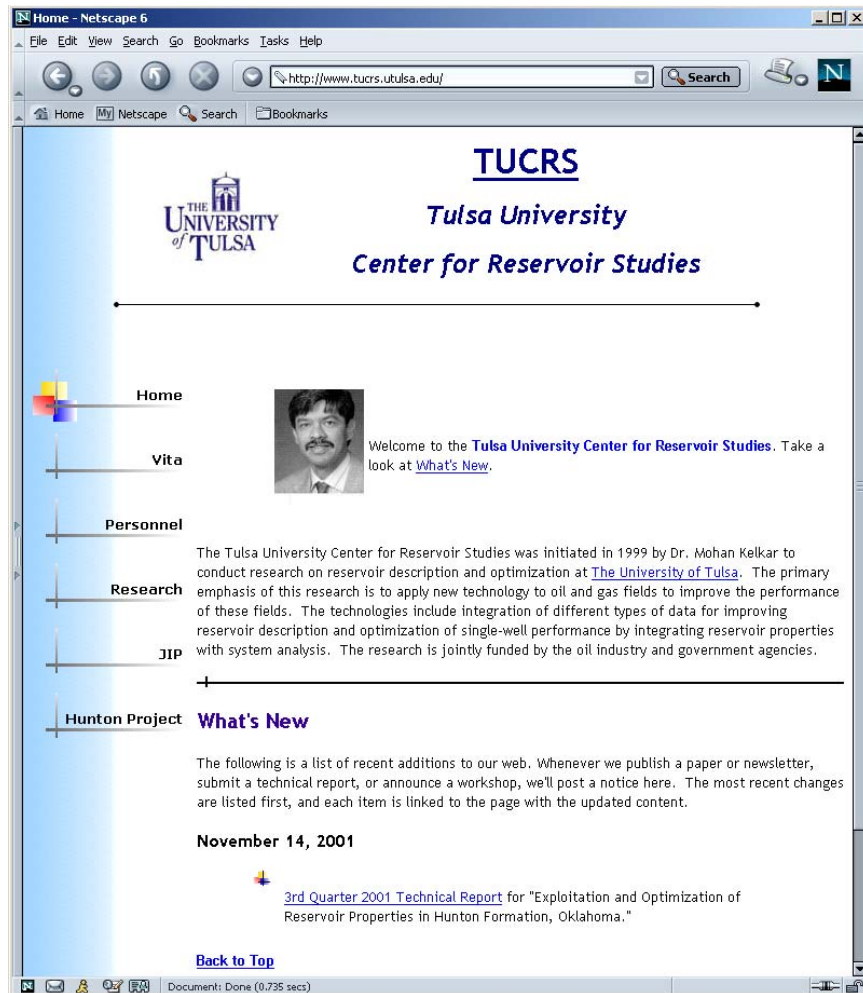 Home - Netscape 6
File Edit View Search Go Bookmarks Tasks Help
http://www.tucrs.utulsa.edu/ Search N
Home My Netscape Search Bookmarks
TUCRS
THE UNIVERSITY of TULSA
Tulsa University
Center for Reservoir Studies
Home
Vita
Personnel
Research
JIP
Hunton Project
Welcome to the Tulsa University Center for Reservoir Studies. Take a
look at What's New.
The Tulsa University Center for Reservoir Studies was initiated in 1999 by Dr. Mohan Kelkar to
conduct research on reservoir description and optimization at The University of Tulsa. The primary
emphasis of this research is to apply new technology to oil and gas fields to improve the performance
of these fields. The technologies include integration of different types of data for improving
reservoir description and optimization of single-well performance by integrating reservoir properties
with system analysis. The research is jointly funded by the oil industry and government agencies.
What's New
The following is a list of recent additions to our web. Whenever we publish a paper or newsletter,
submit a technical report, or announce a workshop, we'll post a notice here. The most recent changes
are listed first, and each item is linked to the page with the updated content.
November 14, 2001
3rd Quarter 2001 Technical Report for "Exploitation and Optimization of
Reservoir Properties in Hunton Formation, Oklahoma."
Back to Top
Document: Done (0.735 secs)